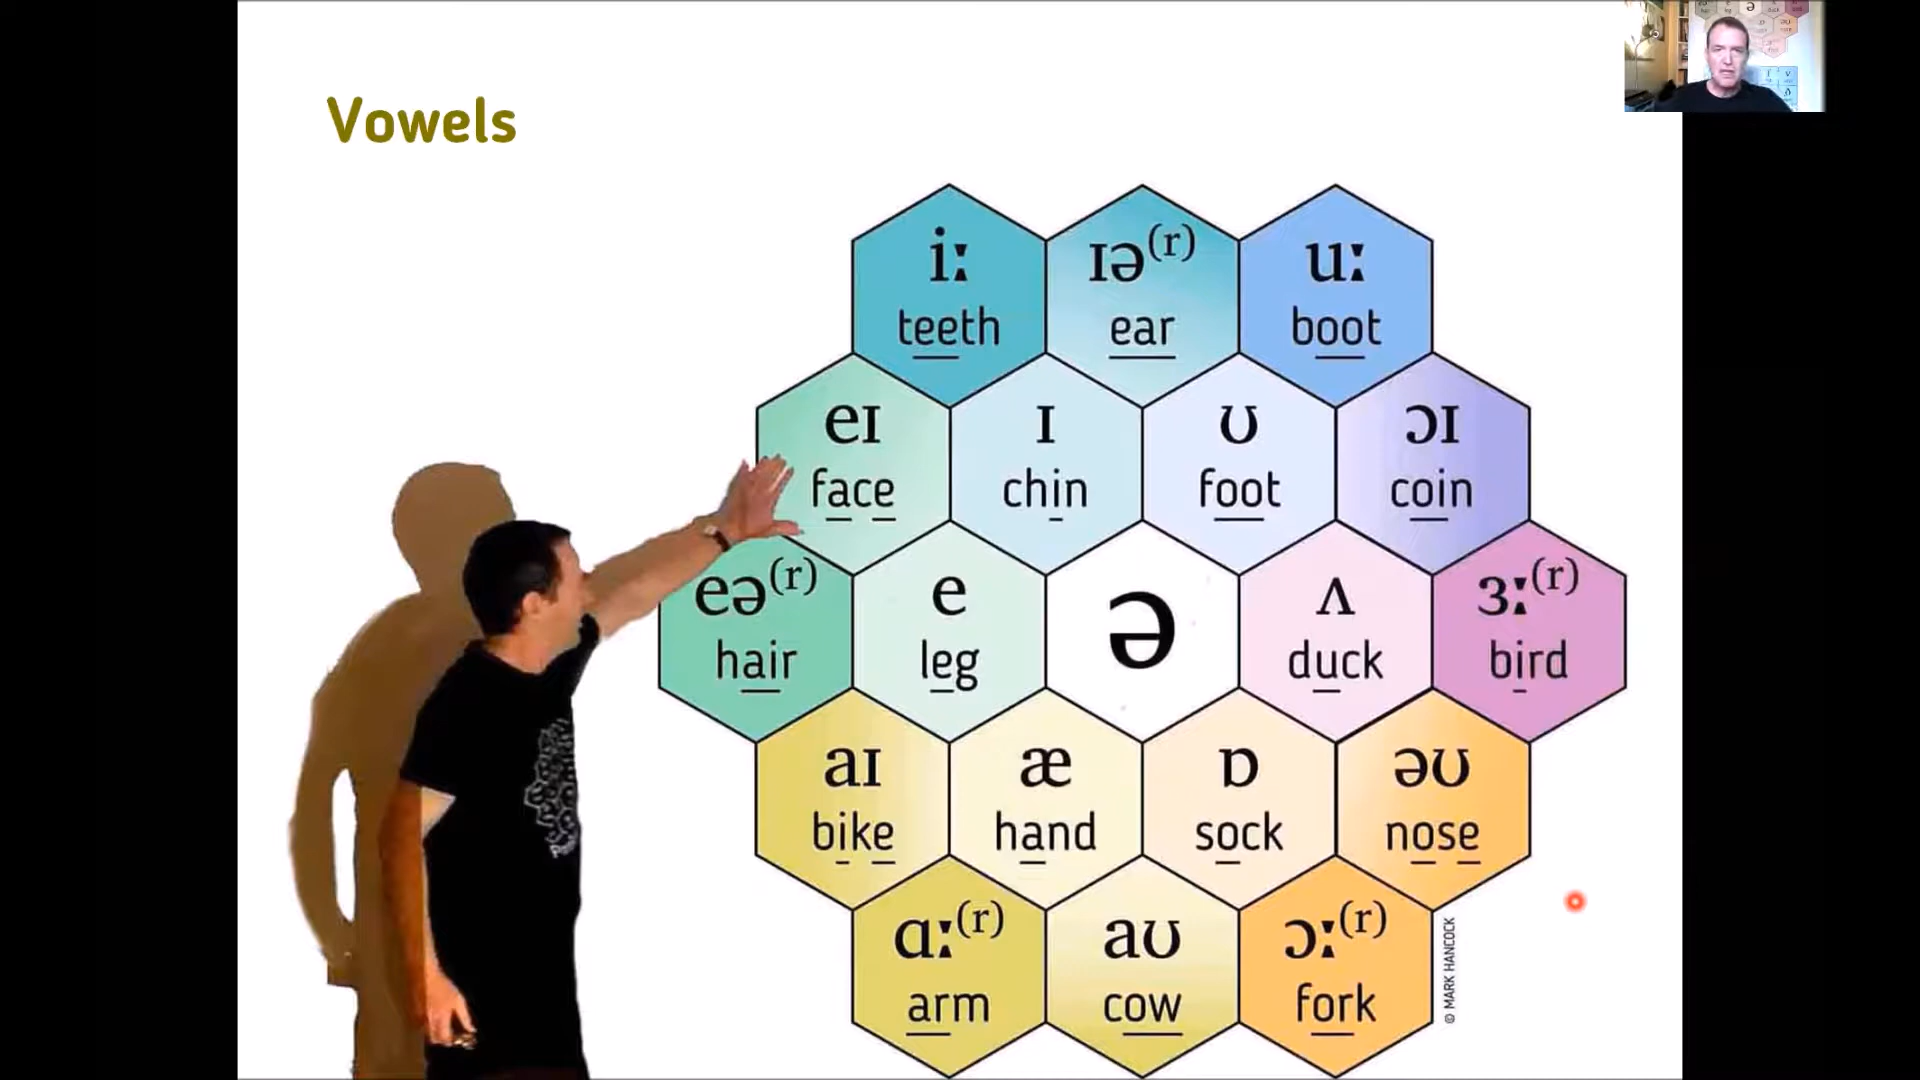 Vowels
iː ɪə(r) uː
teeth ear boot
eɪ ɪ ʊ ɔɪ
face chin foot coin
eə(r) e ə ʌ ɜː(r)
hair leg duck bird
aɪ æ ɒ əʊ
bike hand sock nose
ɑː(r) aʊ ɔː(r)
arm cow fork
© MARK HANCOCK